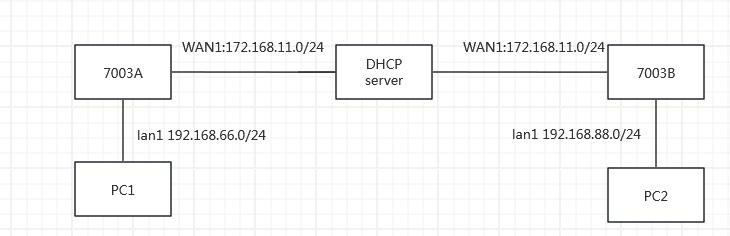 WAN1:172.168.11.0/24
WAN1:172.168.11.0/24
7003A
DHCP
server
7003B
lan1 192.168.66.0/24
lan1 192.168.88.0/24
PC1
PC2